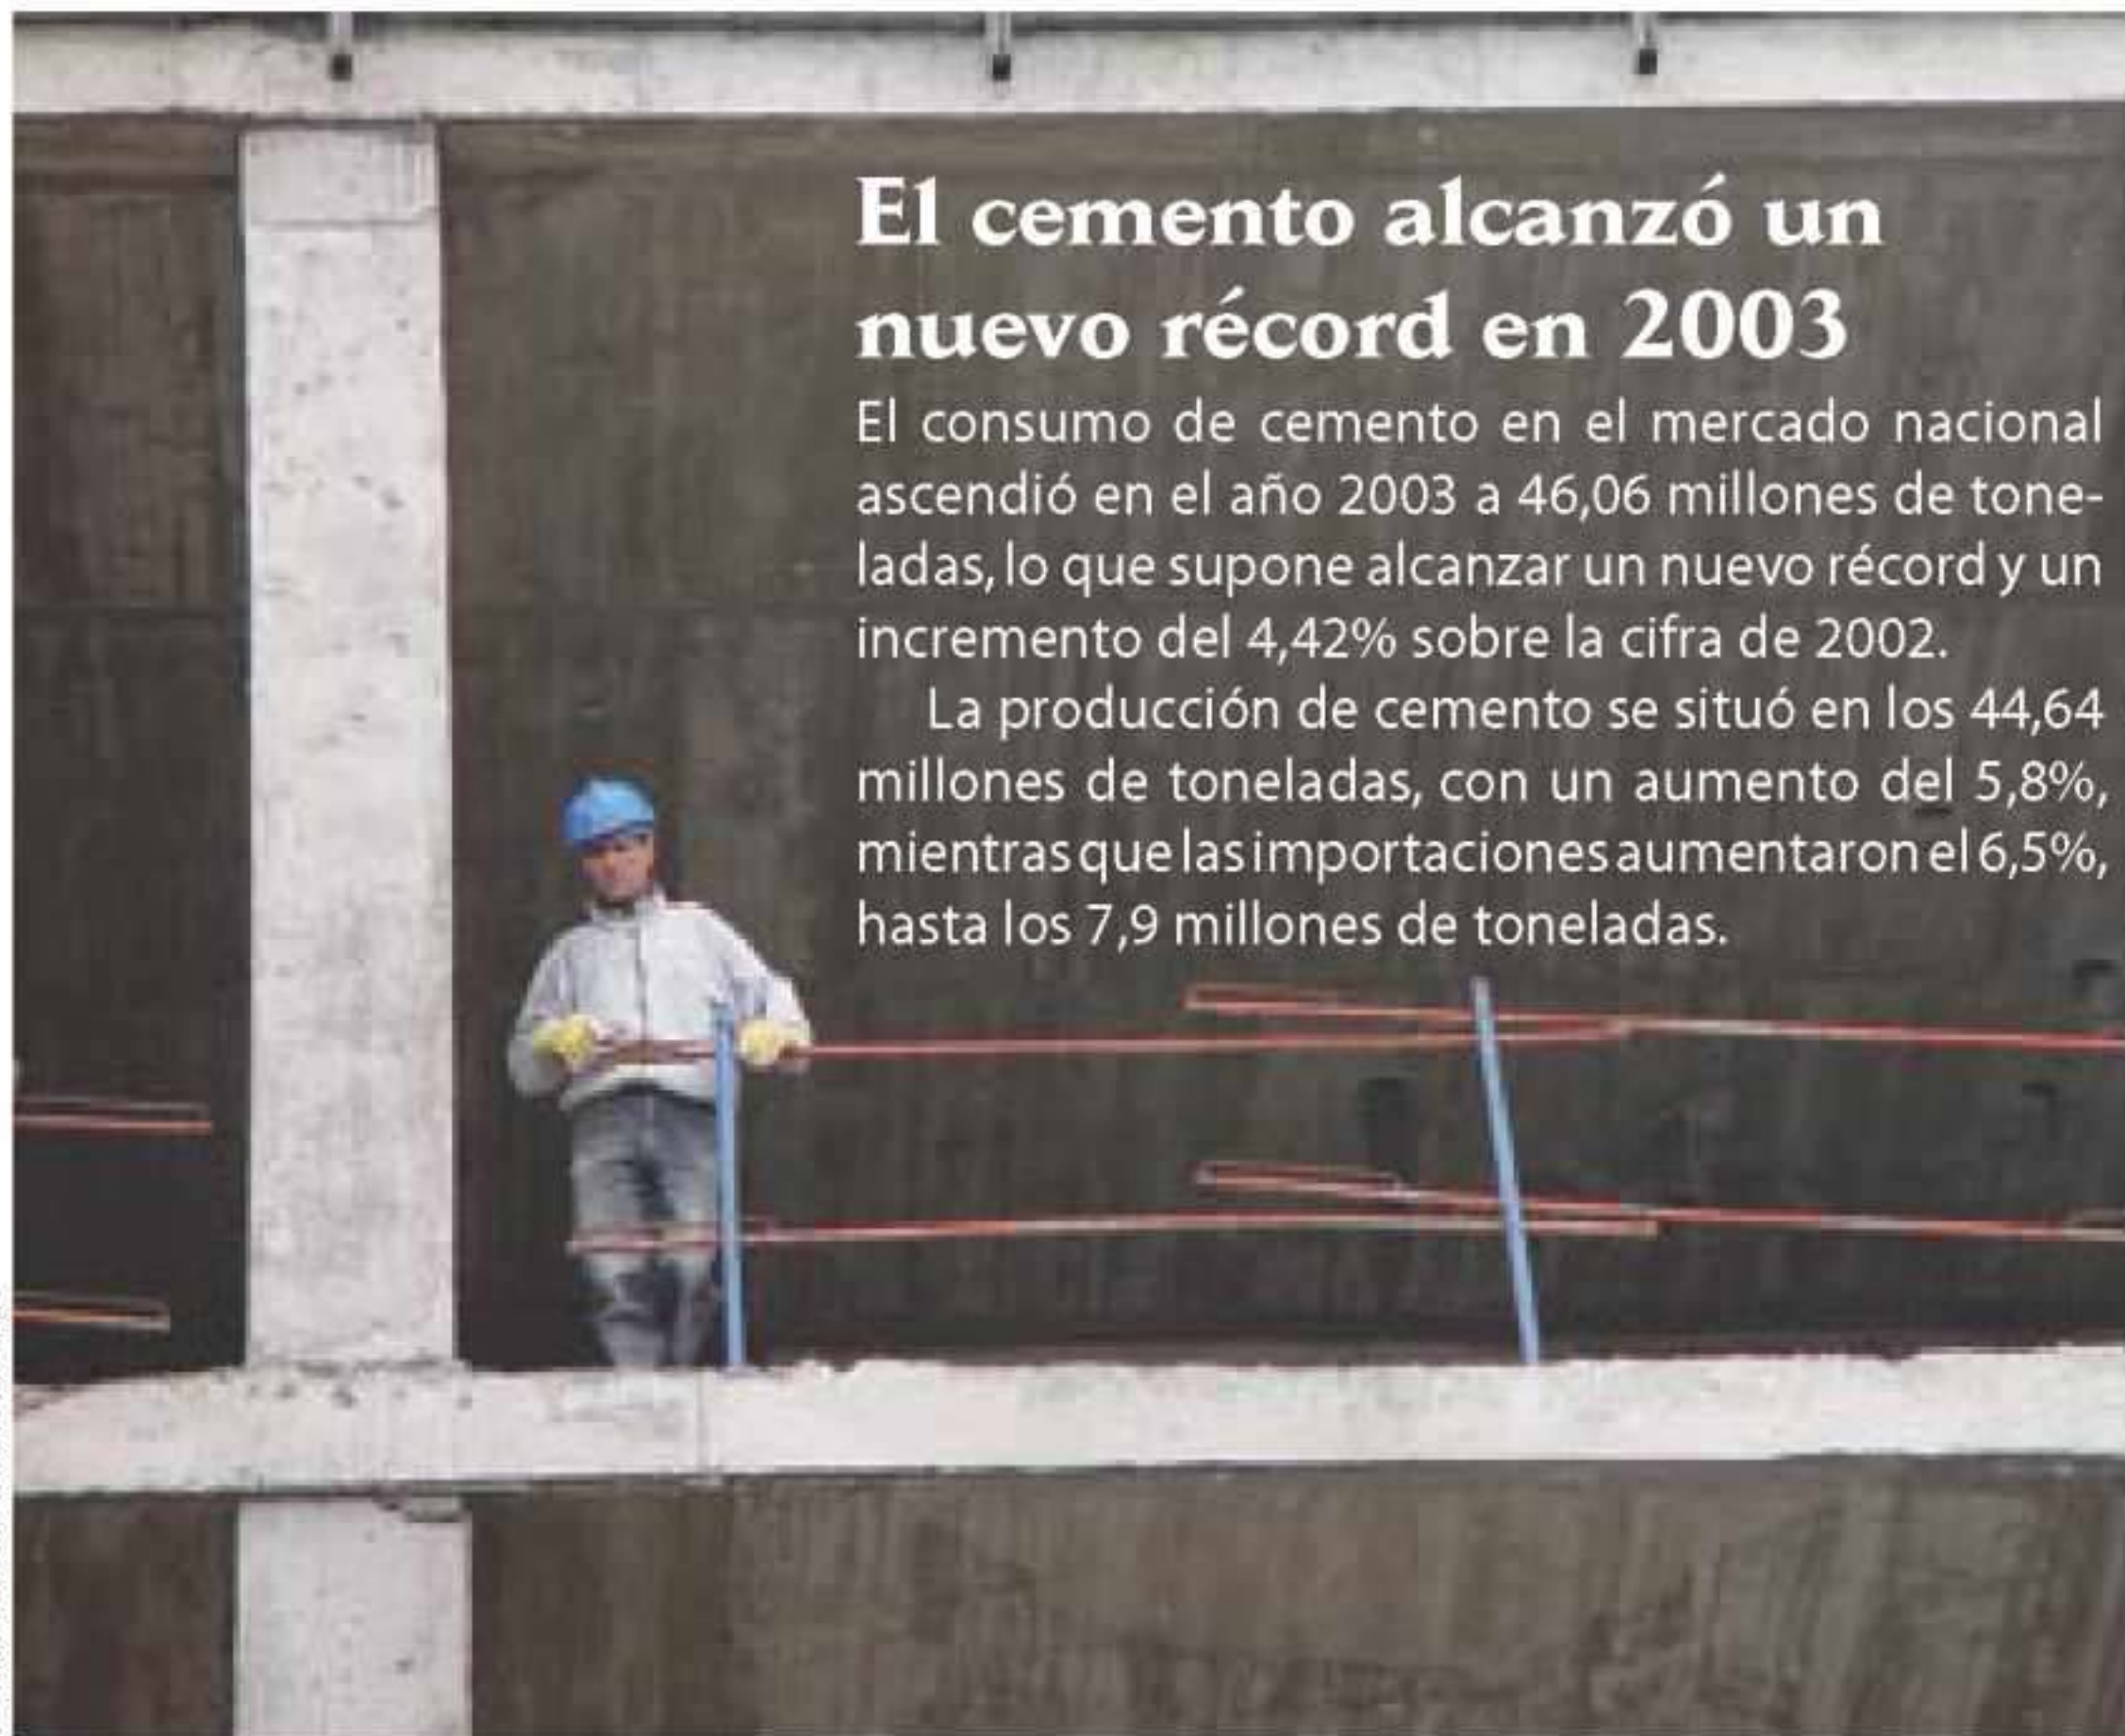 El cemento alcanzó un
nuevo récord en 2003
El consumo de cemento en el mercado nacional
ascendió en el año 2003 a 46,06 millones de tone-
ladas, lo que supone alcanzar un nuevo récord y un
incremento del 4,42% sobre la cifra de 2002.
La producción de cemento se situó en los 44,64
millones de toneladas, con un aumento del 5,8%,
mientras que las importaciones aumentaron el 6,5%,
hasta los 7,9 millones de toneladas.